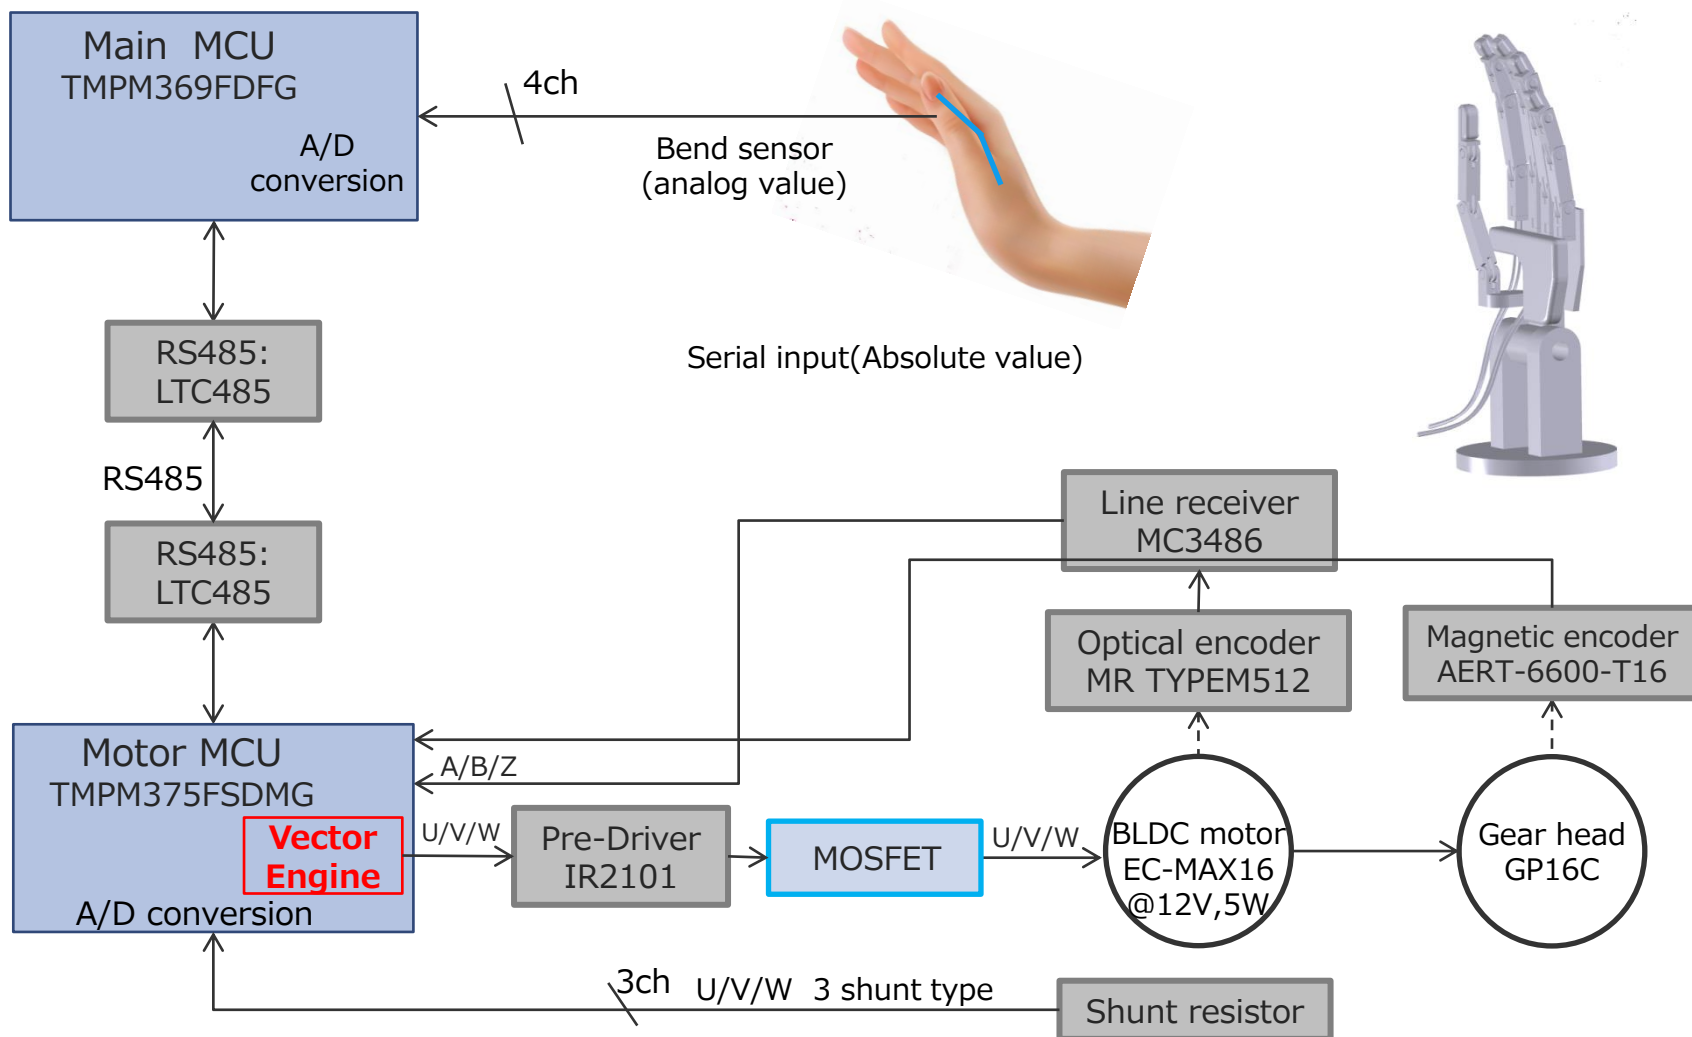 Main MCU
TMPM369FDFG
A/D
conversion
4ch
Bend sensor
(analog value)
RS485:
LTC485
Serial input(Absolute value)
RS485
RS485:
LTC485
Line receiver
MC3486
Optical encoder
MR TYPEM512
Magnetic encoder
AERT-6600-T16
Motor MCU
TMPM375FSDMG
A/B/Z
Vector
Engine
A/D conversion
U/V/W
Pre-Driver
IR2101
MOSFET
U/V/W
BLDC motor
EC-MAX16
@12V,5W
Gear head
GP16C
3ch
U/V/W 3 shunt type
Shunt resistor